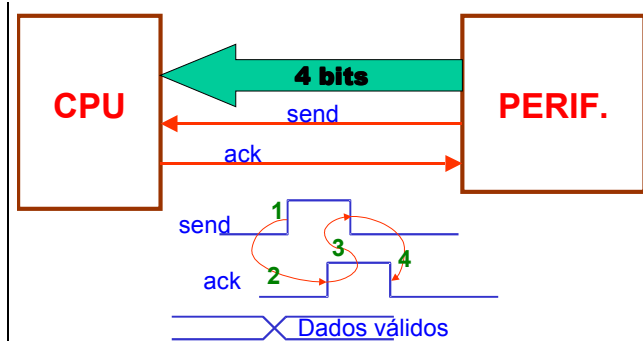 4 bits
CPU
PERIF.
send
ack
1
send
3
4
2
ack
Dados válidos